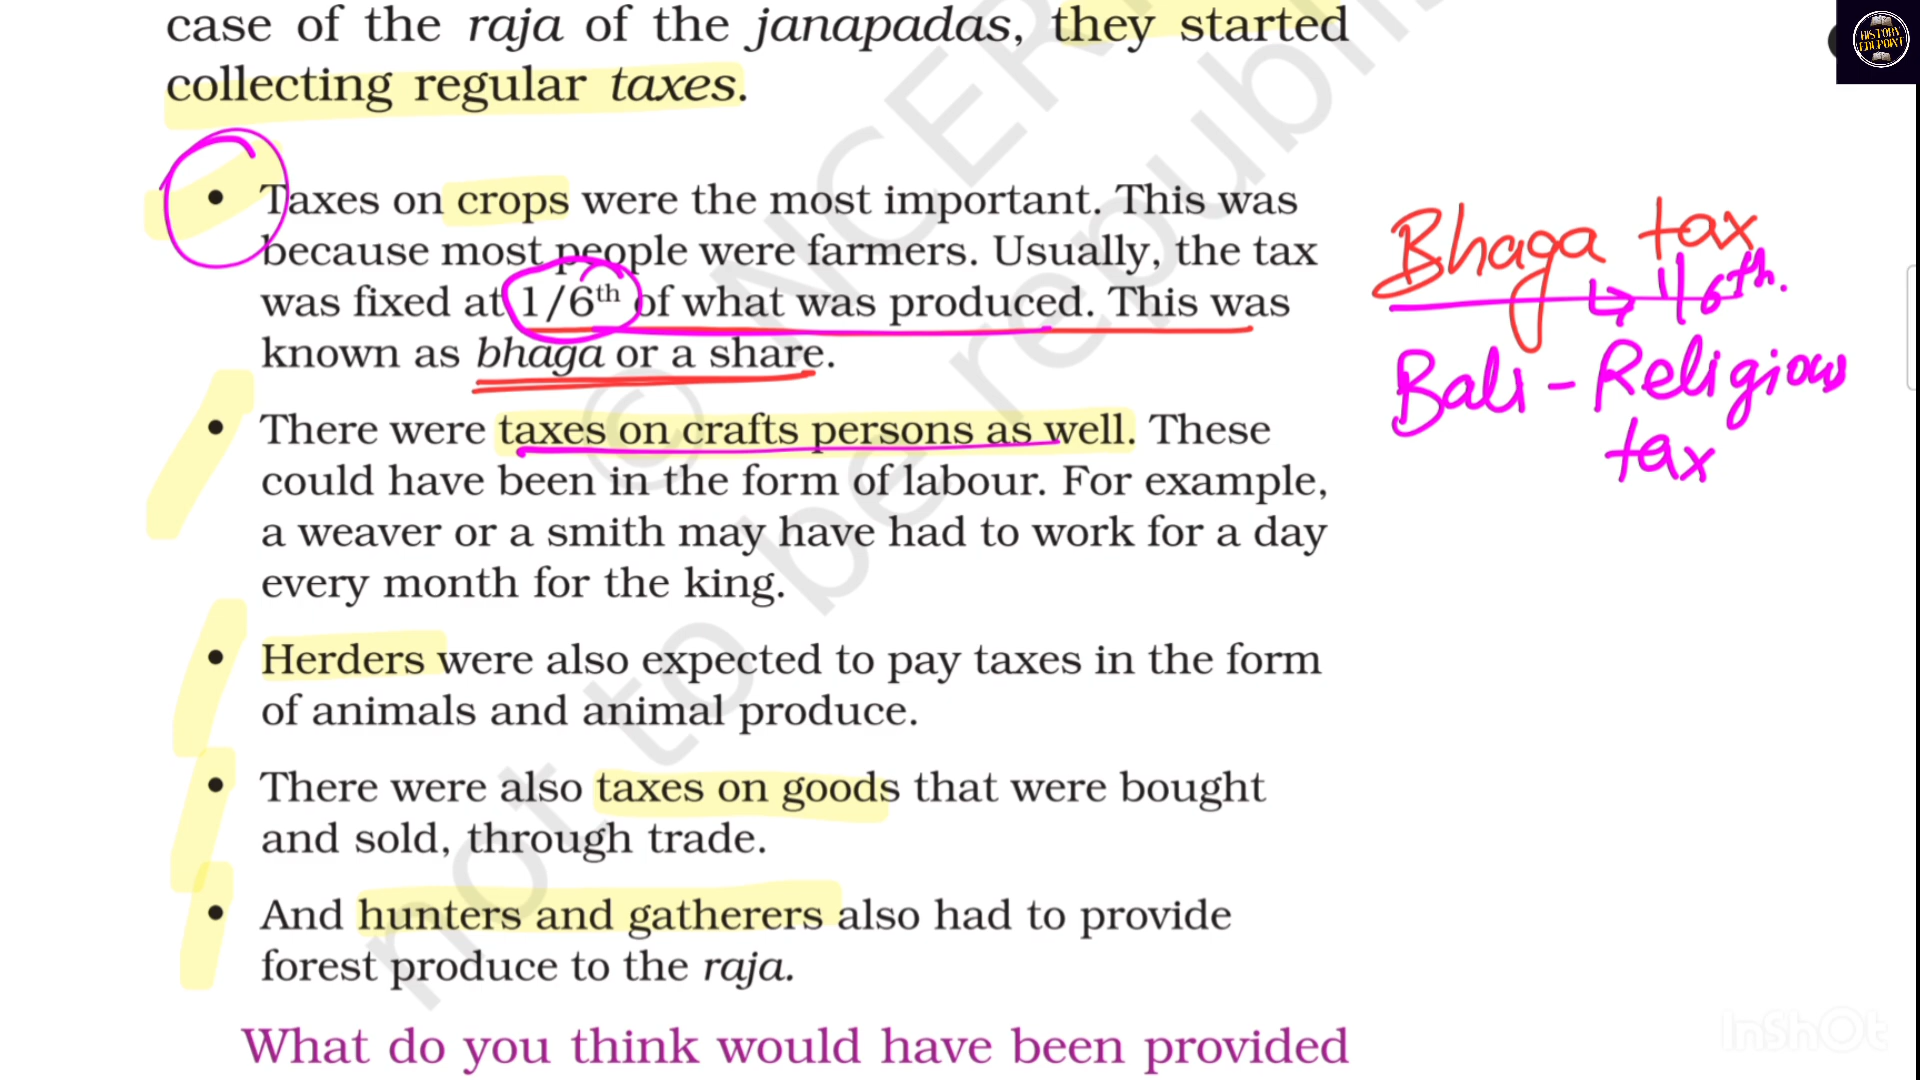 case of the raja of the janapadas, they started
collecting regular taxes.
• Taxes on crops were the most important. This was
because most people were farmers. Usually, the tax
was fixed at 1/6th of what was produced. This was
known as bhaga or a share.
• There were taxes on crafts persons as well. These
could have been in the form of labour. For example,
a weaver or a smith may have had to work for a day
every month for the king.
• Herders were also expected to pay taxes in the form
of animals and animal produce.
• There were also taxes on goods that were bought
and sold, through trade.
• And hunters and gatherers also had to provide
forest produce to the raja.
What do you think would have been provided
Bhaga tax
↳ 1/6th.
Bali - Religious
tax
HISTORY
© NCERT
not to be republi
InShOt